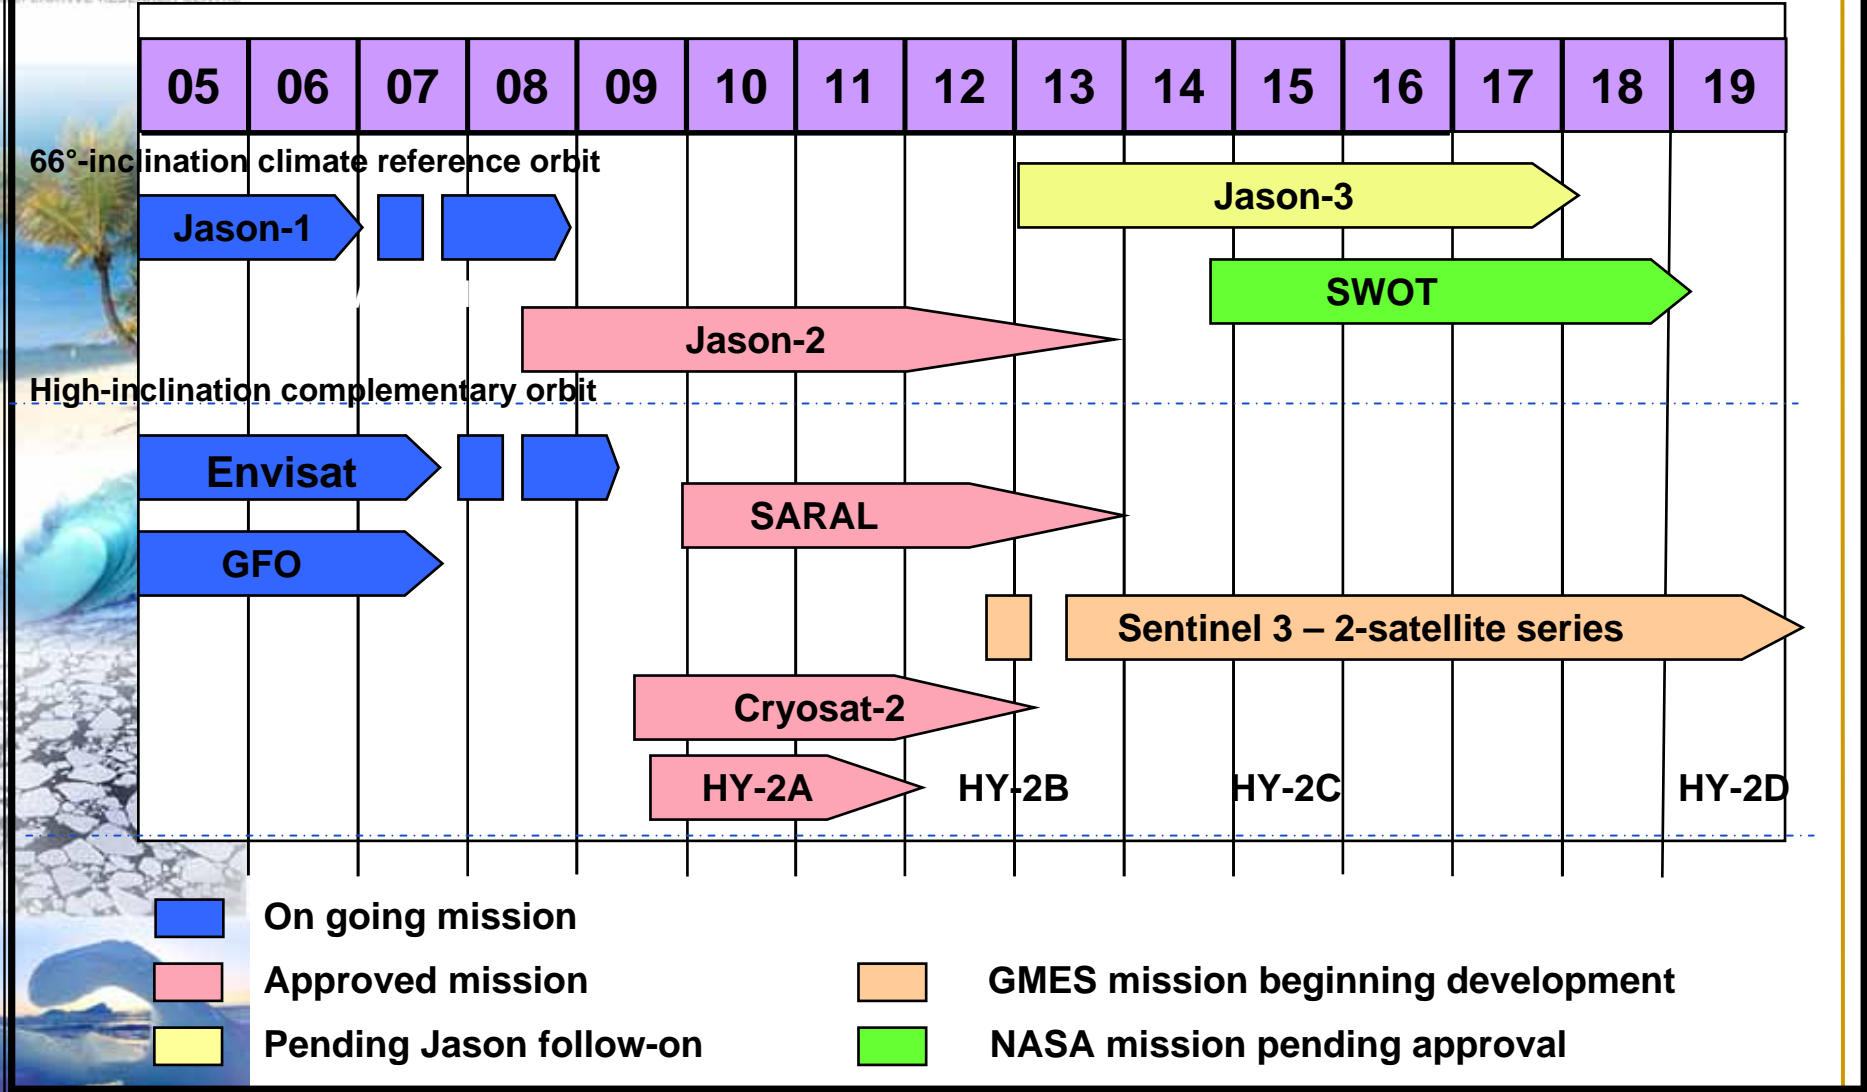 05 06 07 08 09 10 11 12 13 14 15 16 17 18 19
66°-inclination climate reference orbit
Jason-3
Jason-1
SWOT
Jason-2
High-inclination complementary orbit
Envisat
SARAL
GFO
Sentinel 3 – 2-satellite series
Cryosat-2
HY-2A HY-2B HY-2C HY-2D
On going mission
Approved mission
GMES mission beginning development
Pending Jason follow-on
NASA mission pending approval